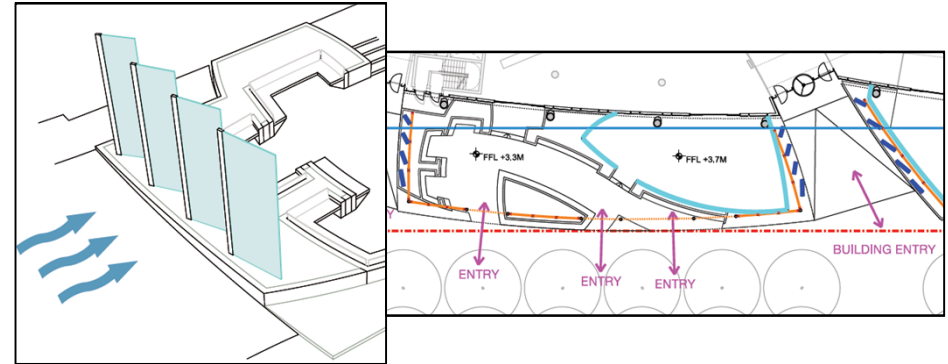 FFL +3.3M
FFL +3.7M
Y
ENTRY
ENTRY
ENTRY
BUILDING ENTRY